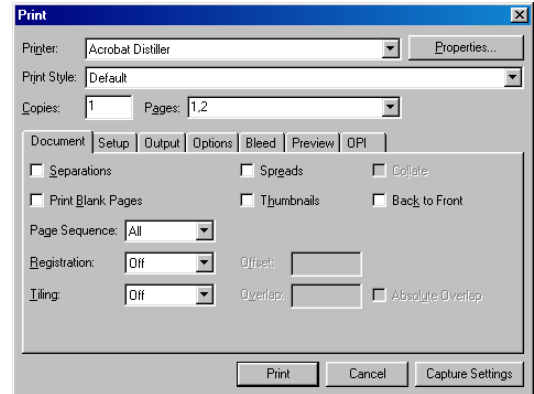 Print
Printer: Acrobat Distiller Properties...
Print Style: Default
Copies: 1 Pages: 1,2
Document Setup Output Options Bleed Preview OPI
Separations Spreads Collate
Print Blank Pages Thumbnails Back to Front
Page Sequence: All
Registration: Off Offset:
Tiling: Off Overlap: Absolute Overlap
Print Cancel Capture Settings